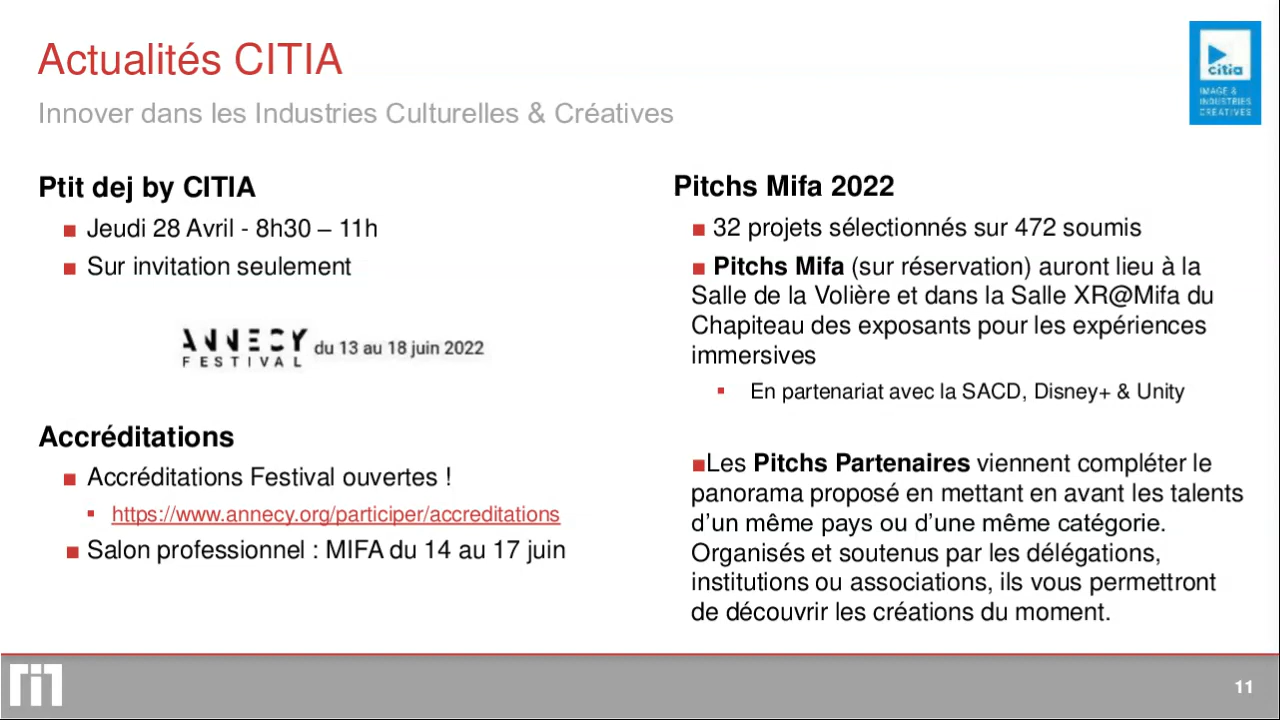 Actualités CITIA
Innover dans les Industries Culturelles & Créatives
citia
IMAGE &
INDUSTRIES
CREATIVES
Ptit dej by CITIA
Jeudi 28 Avril - 8h30 – 11h
Sur invitation seulement
ANNECY
FESTIVAL
du 13 au 18 juin 2022
Accréditations
Accréditations Festival ouvertes !
https://www.annecy.org/participer/accreditations
Salon professionnel : MIFA du 14 au 17 juin
Pitchs Mifa 2022
32 projets sélectionnés sur 472 soumis
Pitchs Mifa (sur réservation) auront lieu à la
Salle de la Volière et dans la Salle XR@Mifa du
Chapiteau des exposants pour les expériences
immersives
En partenariat avec la SACD, Disney+ & Unity
Les Pitchs Partenaires viennent compléter le
panorama proposé en mettant en avant les talents
d’un même pays ou d’une même catégorie.
Organisés et soutenus par les délégations,
institutions ou associations, ils vous permettront
de découvrir les créations du moment.
11